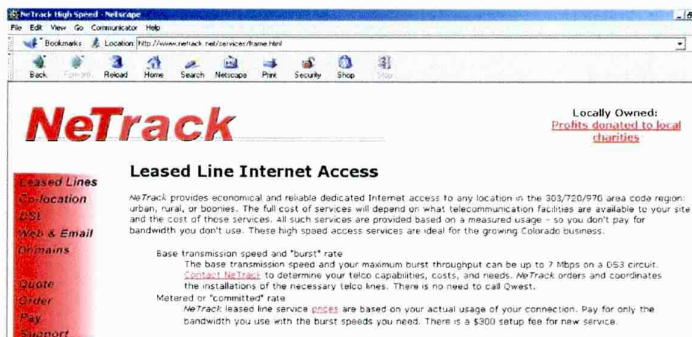 NeTrack High Speed - Netscape
File Edit View Go Communicator Help
Bookmarks Location: http://www.netrack.net/services/frame.html
Back Forward Reload Home Search Netscape Print Security Shop Stop
NeTrack
Locally Owned:
Profits donated to local
charities
Leased Lines
Co-location
DSL
Web & Email
Domains
Quote
Order
Pay
Support
Leased Line Internet Access
NeTrack provides economical and reliable dedicated Internet access to any location in the 303/720/970 area code region:
urban, rural, or boonies. The full cost of services will depend on what telecommunication facilities are available to your site
and the cost of those services. All such services are provided based on a measured usage - so you don't pay for
bandwidth you don't use. These high speed access services are ideal for the growing Colorado business.
Base transmission speed and "burst" rate
The base transmission speed and your maximum burst throughput can be up to 7 Mbps on a DS3 circuit.
Contact NeTrack to determine your telco capabilities, costs, and needs. NeTrack orders and coordinates
the installations of the necessary telco lines. There is no need to call Qwest.
Metered or "committed" rate
NeTrack leased line service prices are based on your actual usage of your connection. Pay for only the
bandwidth you use with the burst speeds you need. There is a $300 setup fee for new service.